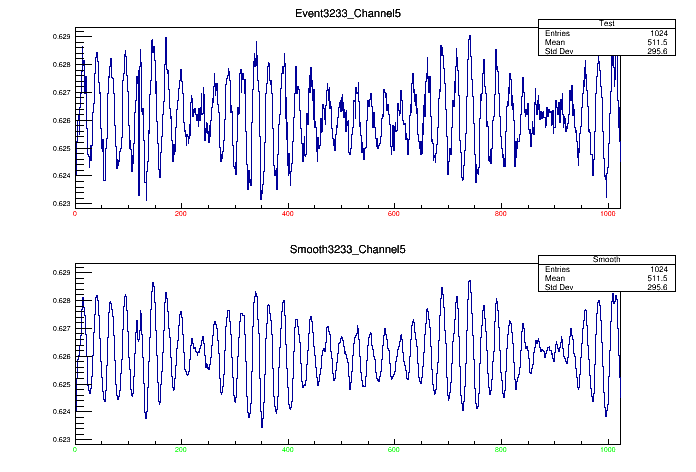 Event3233_Channel5
Test
Entries 1024
Mean 511.5
Std Dev 295.6
0.629
0.628
0.627
0.626
0.625
0.624
0.623
0 200 400 600 800 1000
Smooth3233_Channel5
Smooth
Entries 1024
Mean 511.5
Std Dev 295.6
0.629
0.628
0.627
0.626
0.625
0.624
0.623
0 200 400 600 800 1000